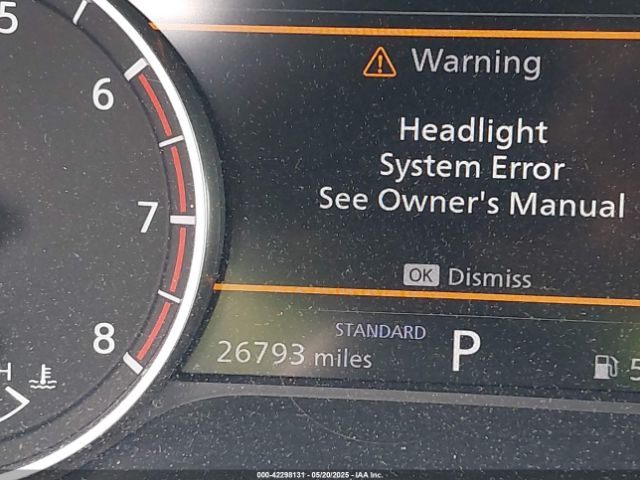 5
6
7
8
H
Warning
Headlight
System Error
See Owner's Manual
OK Dismiss
STANDARD
26793 miles
P
5
000-42298131 - 05/20/2025 - IAA Inc.